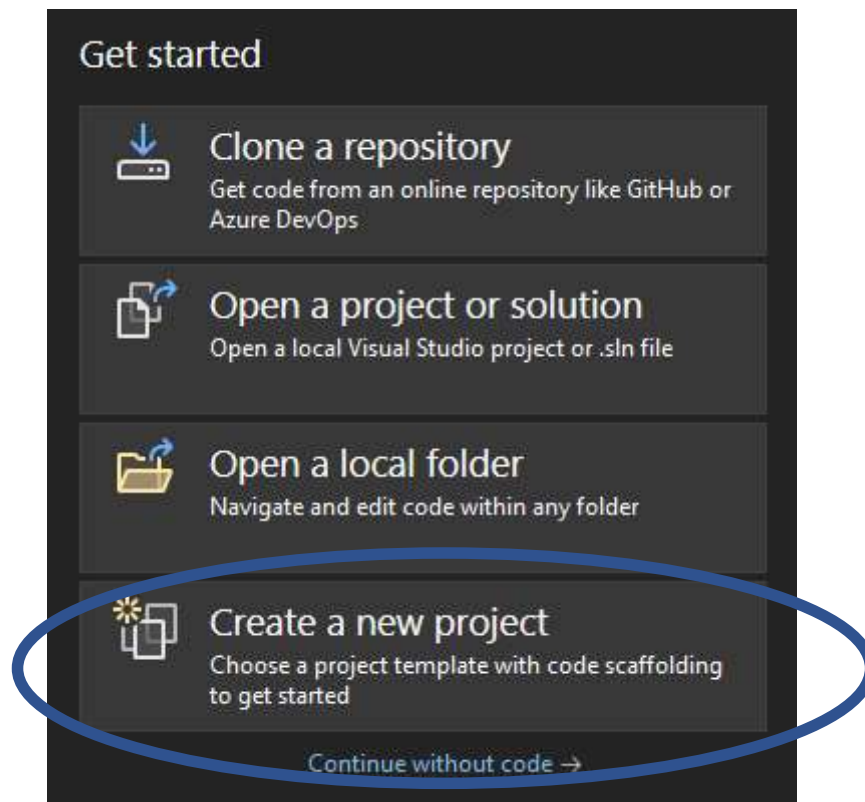 Get started
Clone a repository
Get code from an online repository like GitHub or
Azure DevOps
Open a project or solution
Open a local Visual Studio project or .sln file
Open a local folder
Navigate and edit code within any folder
Create a new project
Choose a project template with code scaffolding
to get started
Continue without code →